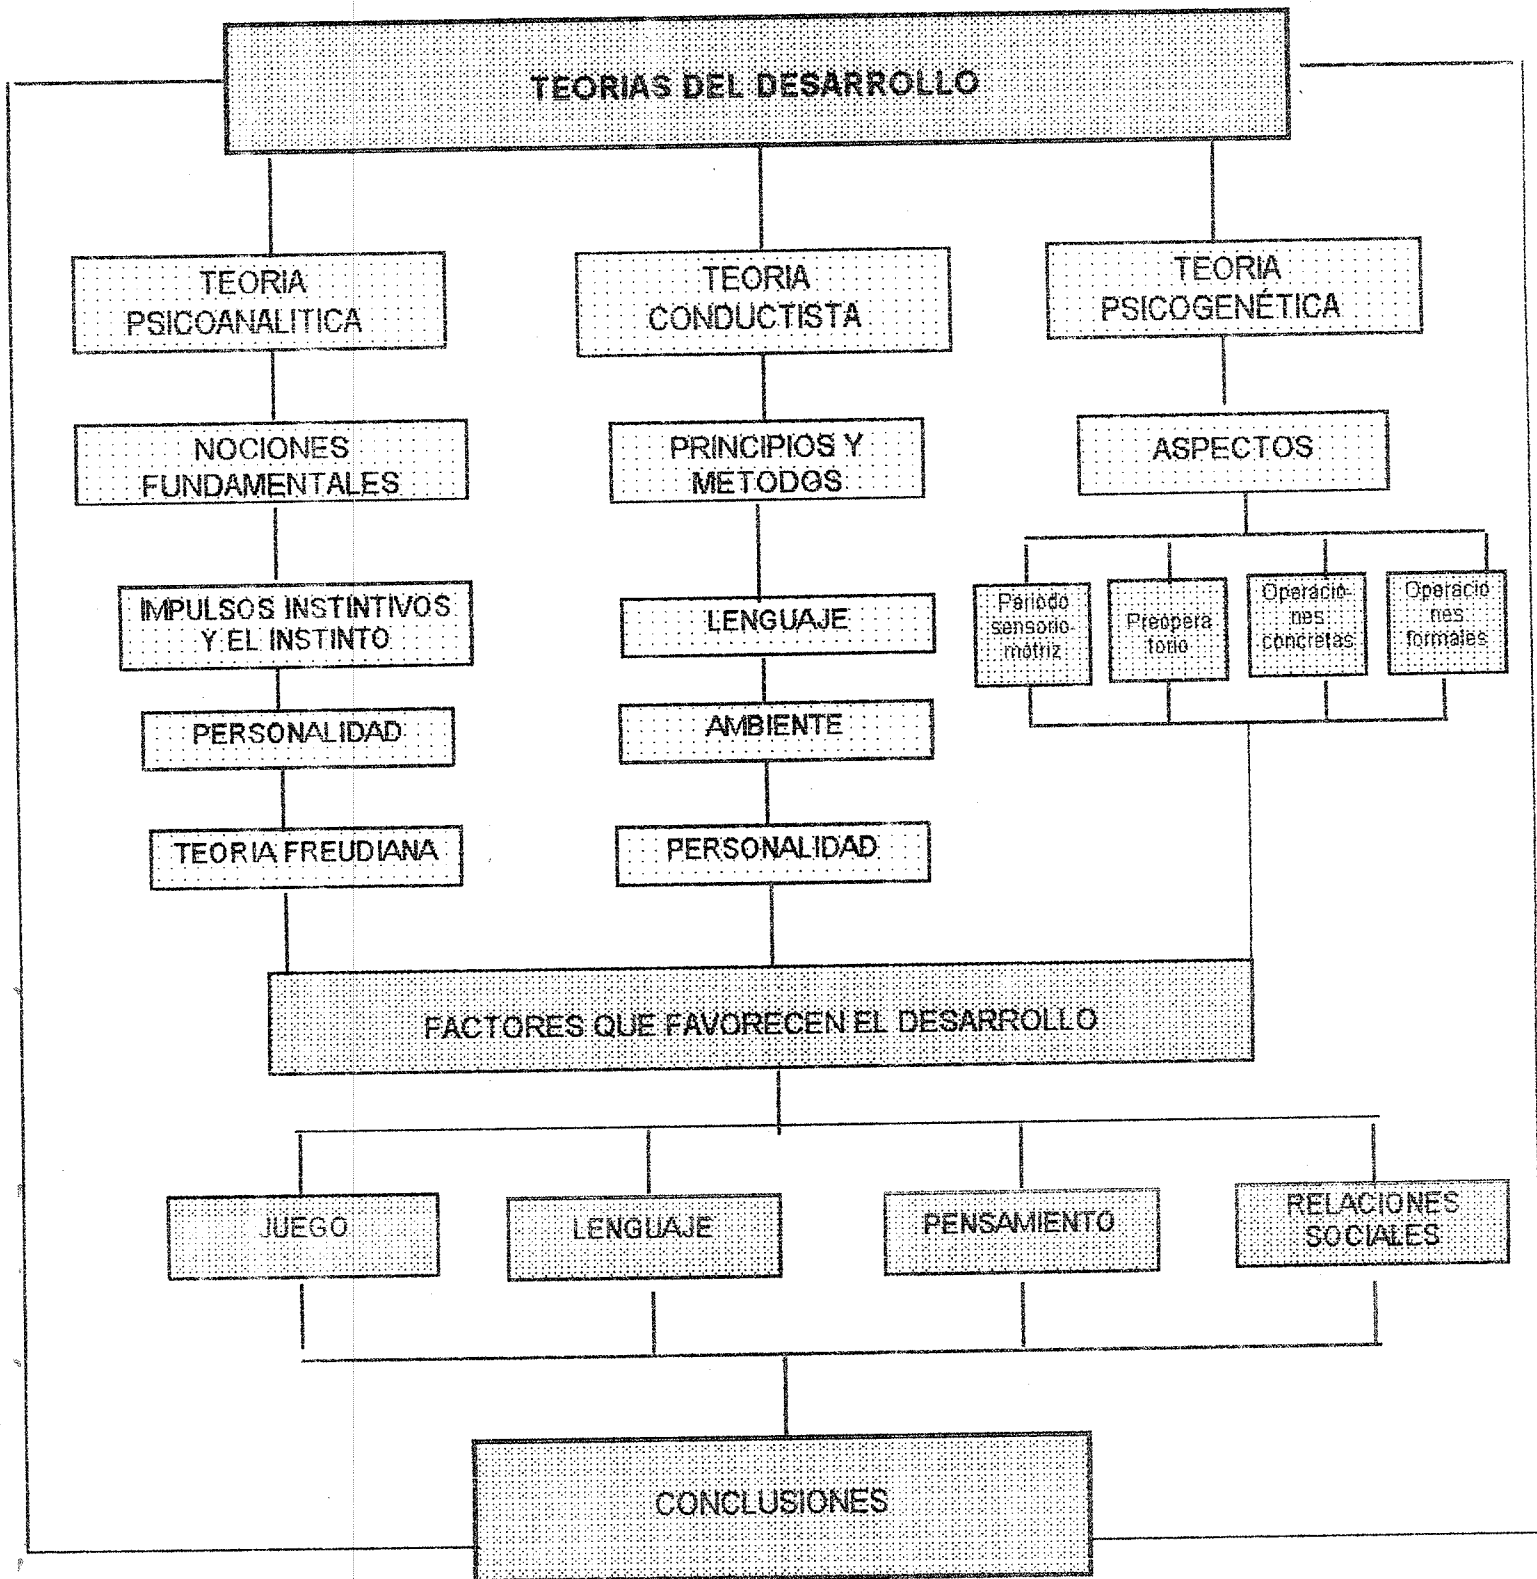 TEORIAS DEL DESARROLLO
TEORIA
PSICOANALITICA
TEORIA
CONDUCTISTA
TEORIA
PSICOGENÉTICA
NOCIONES
FUNDAMENTALES
PRINCIPIOS Y
METODOS
ASPECTOS
IMPULSOS INSTINTIVOS
Y EL INSTINTO
LENGUAJE
Periodo
sensorio-
motriz
Preopera
torio
Operacio-
nes
concretas
Operacio
nes
formales
PERSONALIDAD
AMBIENTE
TEORIA FREUDIANA
PERSONALIDAD
FACTORES QUE FAVORECEN EL DESARROLLO
JUEGO
LENGUAJE
PENSAMIENTO
RELACIONES
SOCIALES
CONCLUSIONES